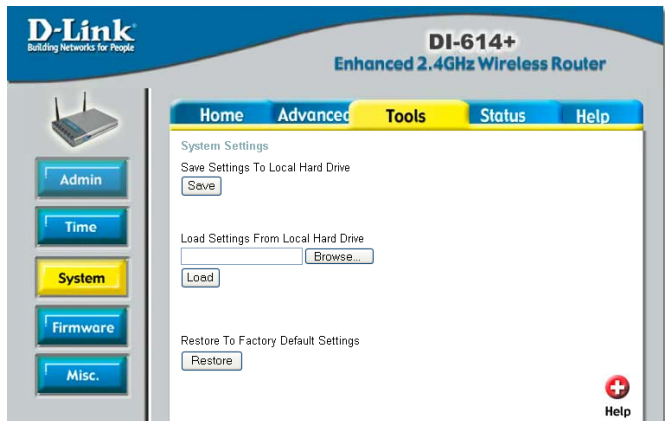 D-Link
Building Networks for People
DI-614+
Enhanced 2.4GHz Wireless Router
Home Advanced Tools Status Help
Admin
Time
System
Firmware
Misc.
System Settings
Save Settings To Local Hard Drive
Save
Load Settings From Local Hard Drive
Browse...
Load
Restore To Factory Default Settings
Restore
Help